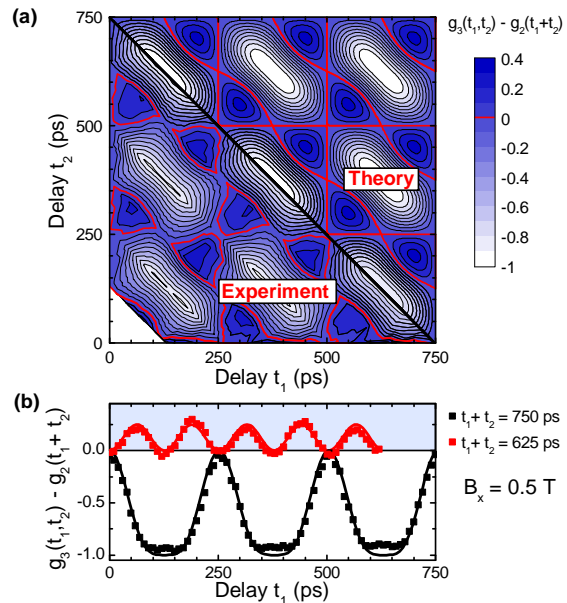 (a)
g₃(t₁,t₂) - g₂(t₁+t₂)
750
500
250
0
Delay t₂ (ps)
Theory
Experiment
0 250 500 750
Delay t₁ (ps)
0.4
0.2
0
-0.2
-0.4
-0.6
-0.8
-1
(b)
g₃(t₁,t₂) - g₂(t₁+t₂)
0.0
-0.5
-1.0
0 250 500 750
Delay t₁ (ps)
t₁+ t₂ = 750 ps
t₁+ t₂ = 625 ps
Bₓ = 0.5 T